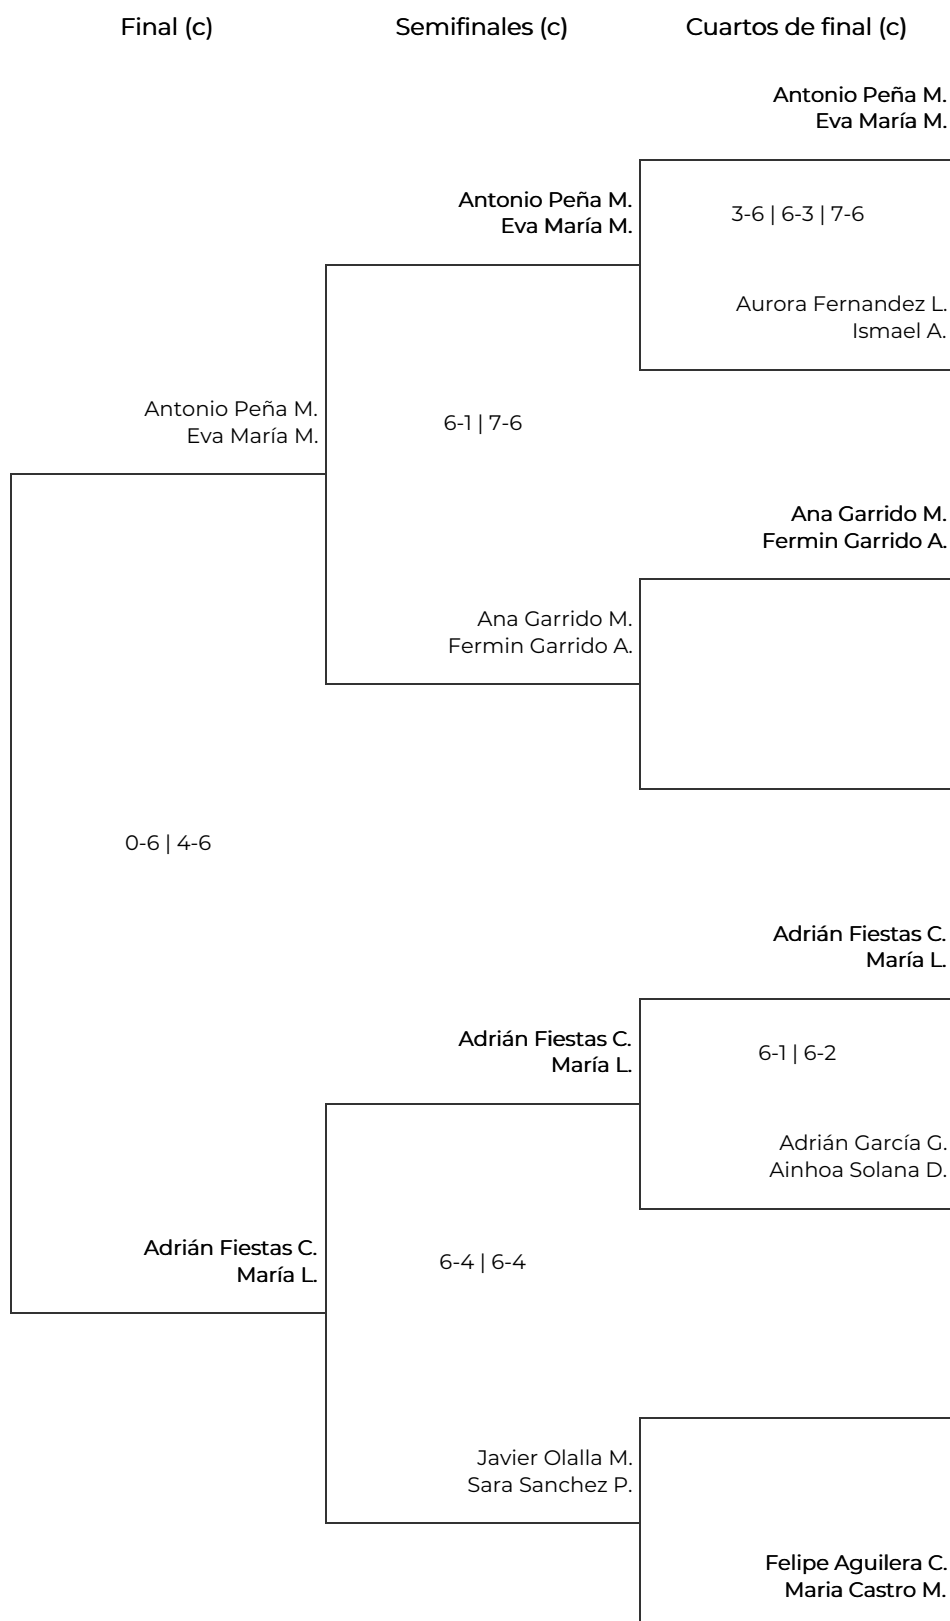 Final (c)
Semifinales (c)
Cuartos de final (c)
Antonio Peña M.
Eva María M.
Antonio Peña M.
Eva María M.
3-6 | 6-3 | 7-6
Aurora Fernandez L.
Ismael A.
Antonio Peña M.
Eva María M.
6-1 | 7-6
Ana Garrido M.
Fermin Garrido A.
Ana Garrido M.
Fermin Garrido A.
0-6 | 4-6
Adrián Fiestas C.
María L.
Adrián Fiestas C.
María L.
6-1 | 6-2
Adrián García G.
Ainhoa Solana D.
Adrián Fiestas C.
María L.
6-4 | 6-4
Javier Olalla M.
Sara Sanchez P.
Felipe Aguilera C.
Maria Castro M.